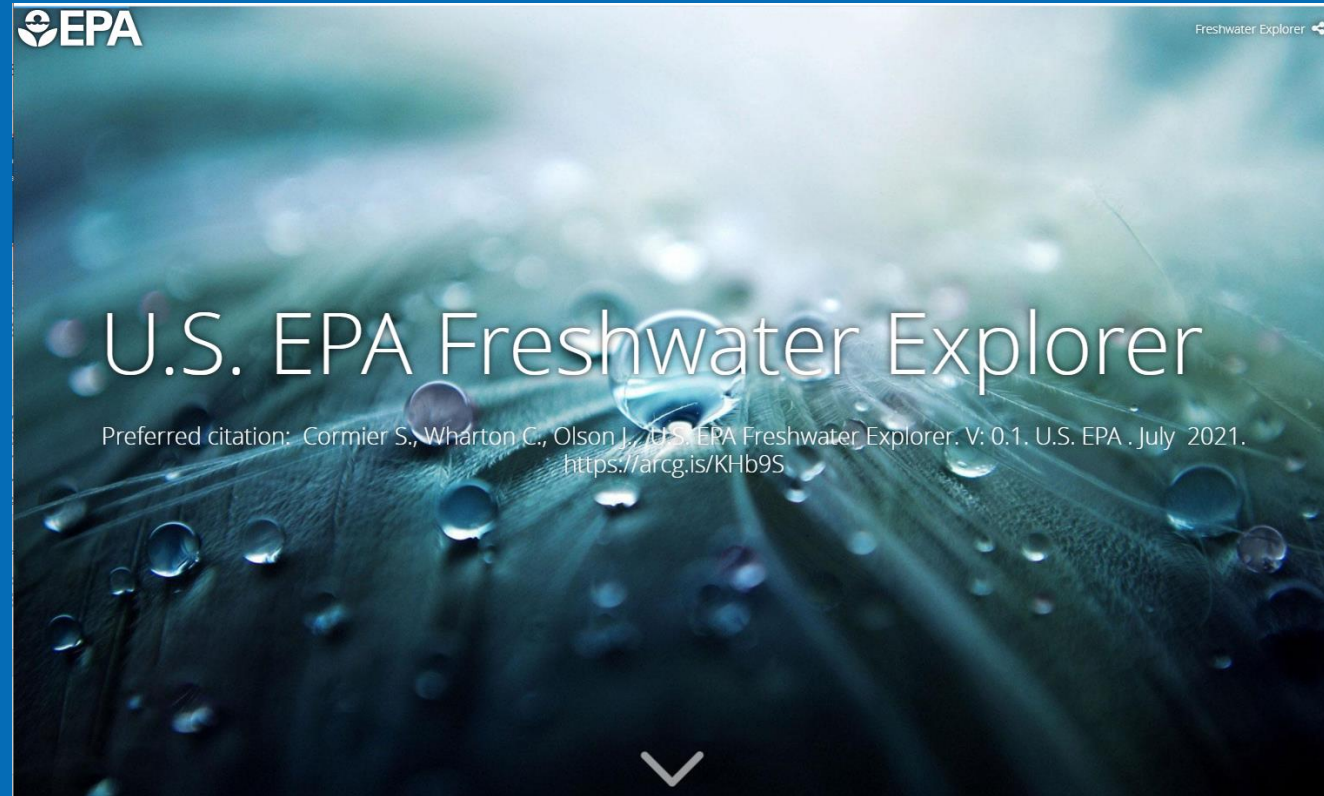 EPA
Freshwater Explorer
U.S. EPA Freshwater Explorer
Preferred citation: Cormier S., Wharton C., Olson J., U.S. EPA Freshwater Explorer. V: 0.1. U.S. EPA . July 2021.
https://arcg.is/KHb9S